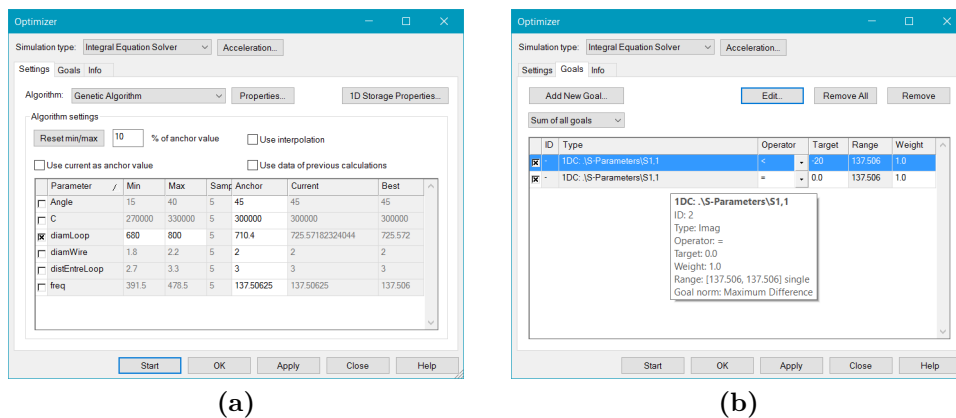 Optimizer
Simulation type: Integral Equation Solver Acceleration...
Settings Goals Info
Algorithm: Genetic Algorithm Properties... 1D Storage Properties...
Algorithm settings
Reset min/max 10 % of anchor value Use interpolation
Use current as anchor value Use data of previous calculations
Parameter / Min Max Samp Anchor Current Best
Angle 15 40 5 45 45 45
C 270000 330000 5 300000 300000 300000
diamLoop 680 800 5 710.4 725.57182324044 725.572
diamWire 1.8 2.2 5 2 2 2
distEntreLoop 2.7 3.3 5 3 3 3
freq 391.5 478.5 5 137.50625 137.50625 137.506
Start OK Apply Close Help
(a)
Optimizer
Simulation type: Integral Equation Solver Acceleration...
Settings Goals Info
Add New Goal... Edit... Remove All Remove
Sum of all goals
ID Type Operator Target Range Weight
- 1DC: .\S-Parameters\S1,1 < -20 137.506 1.0
- 1DC: .\S-Parameters\S1,1 = 0.0 137.506 1.0
1DC: .\S-Parameters\S1,1
ID: 2
Type: Imag
Operator: =
Target: 0.0
Weight: 1.0
Range: [137.506, 137.506] single
Goal norm: Maximum Difference
Start OK Apply Close Help
(b)